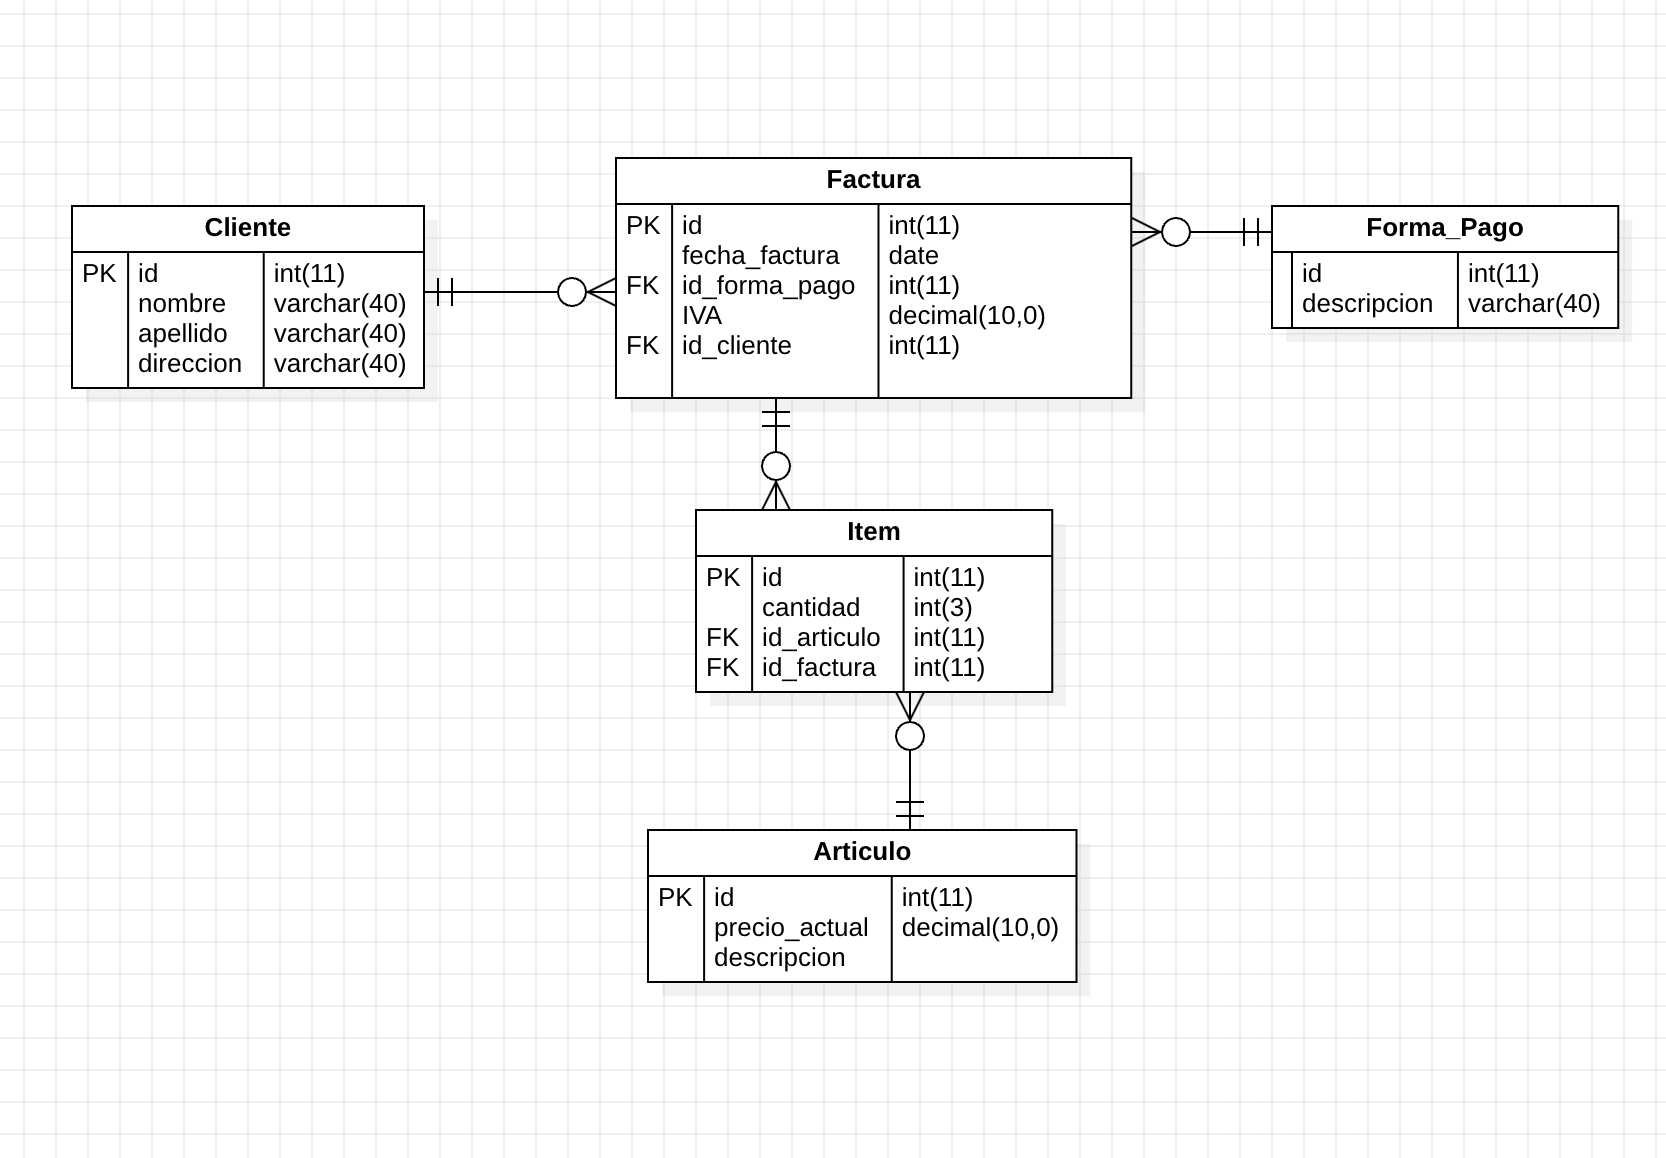 Cliente
PK id int(11)
nombre varchar(40)
apellido varchar(40)
direccion varchar(40)
Factura
PK id int(11)
fecha_factura date
FK id_forma_pago int(11)
IVA decimal(10,0)
FK id_cliente int(11)
Forma_Pago
id int(11)
descripcion varchar(40)
Item
PK id int(11)
cantidad int(3)
FK id_articulo int(11)
FK id_factura int(11)
Articulo
PK id int(11)
precio_actual decimal(10,0)
descripcion